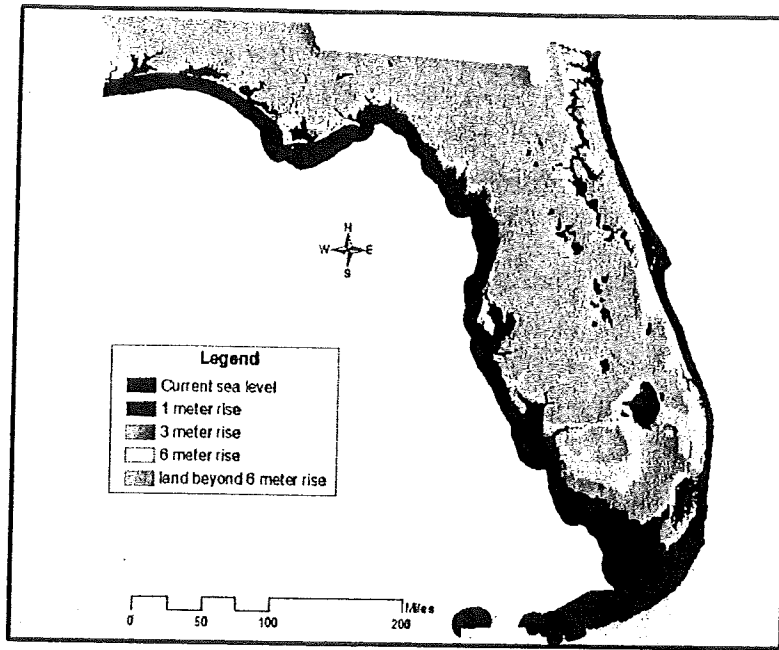 N
W E
S
Legend
Current sea level
1 meter rise
3 meter rise
6 meter rise
land beyond 6 meter rise
Miles
0 50 100 200